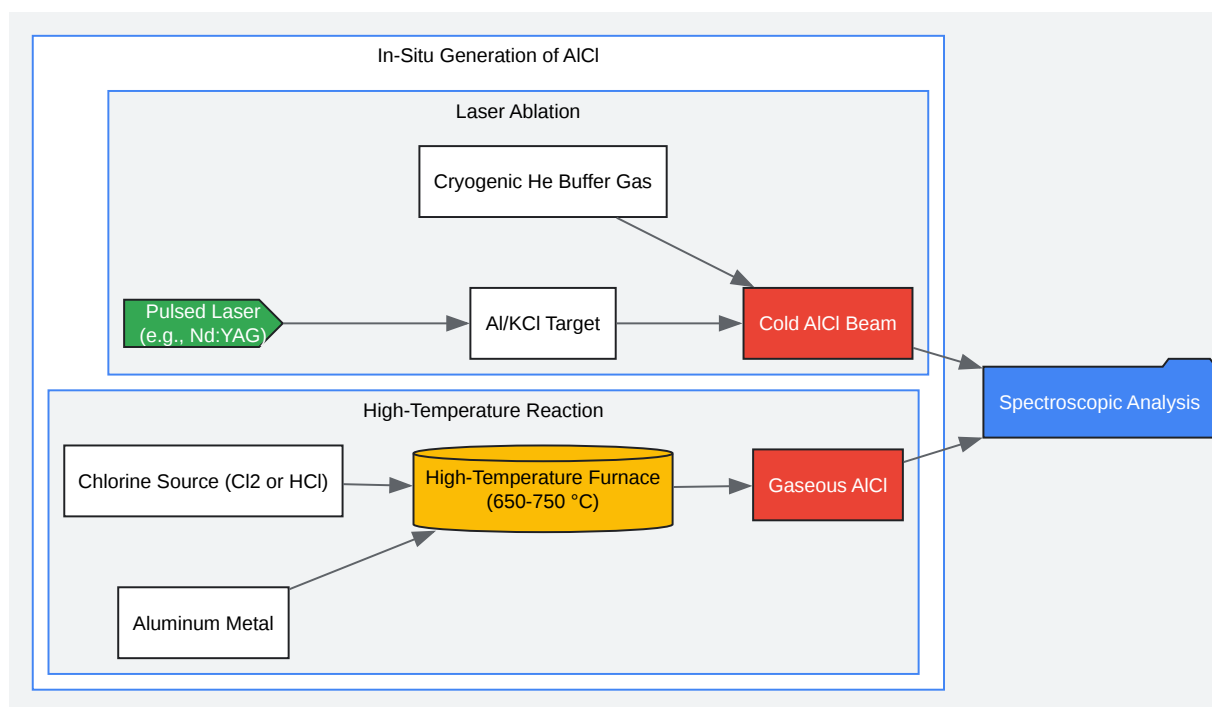 In-Situ Generation of AlCl
Laser Ablation
Cryogenic He Buffer Gas
Pulsed Laser
(e.g., Nd:YAG)
Al/KCl Target
Cold AlCl Beam
Spectroscopic Analysis
High-Temperature Reaction
Chlorine Source (Cl2 or HCl)
High-Temperature Furnace
(650-750 °C)
Gaseous AlCl
Aluminum Metal